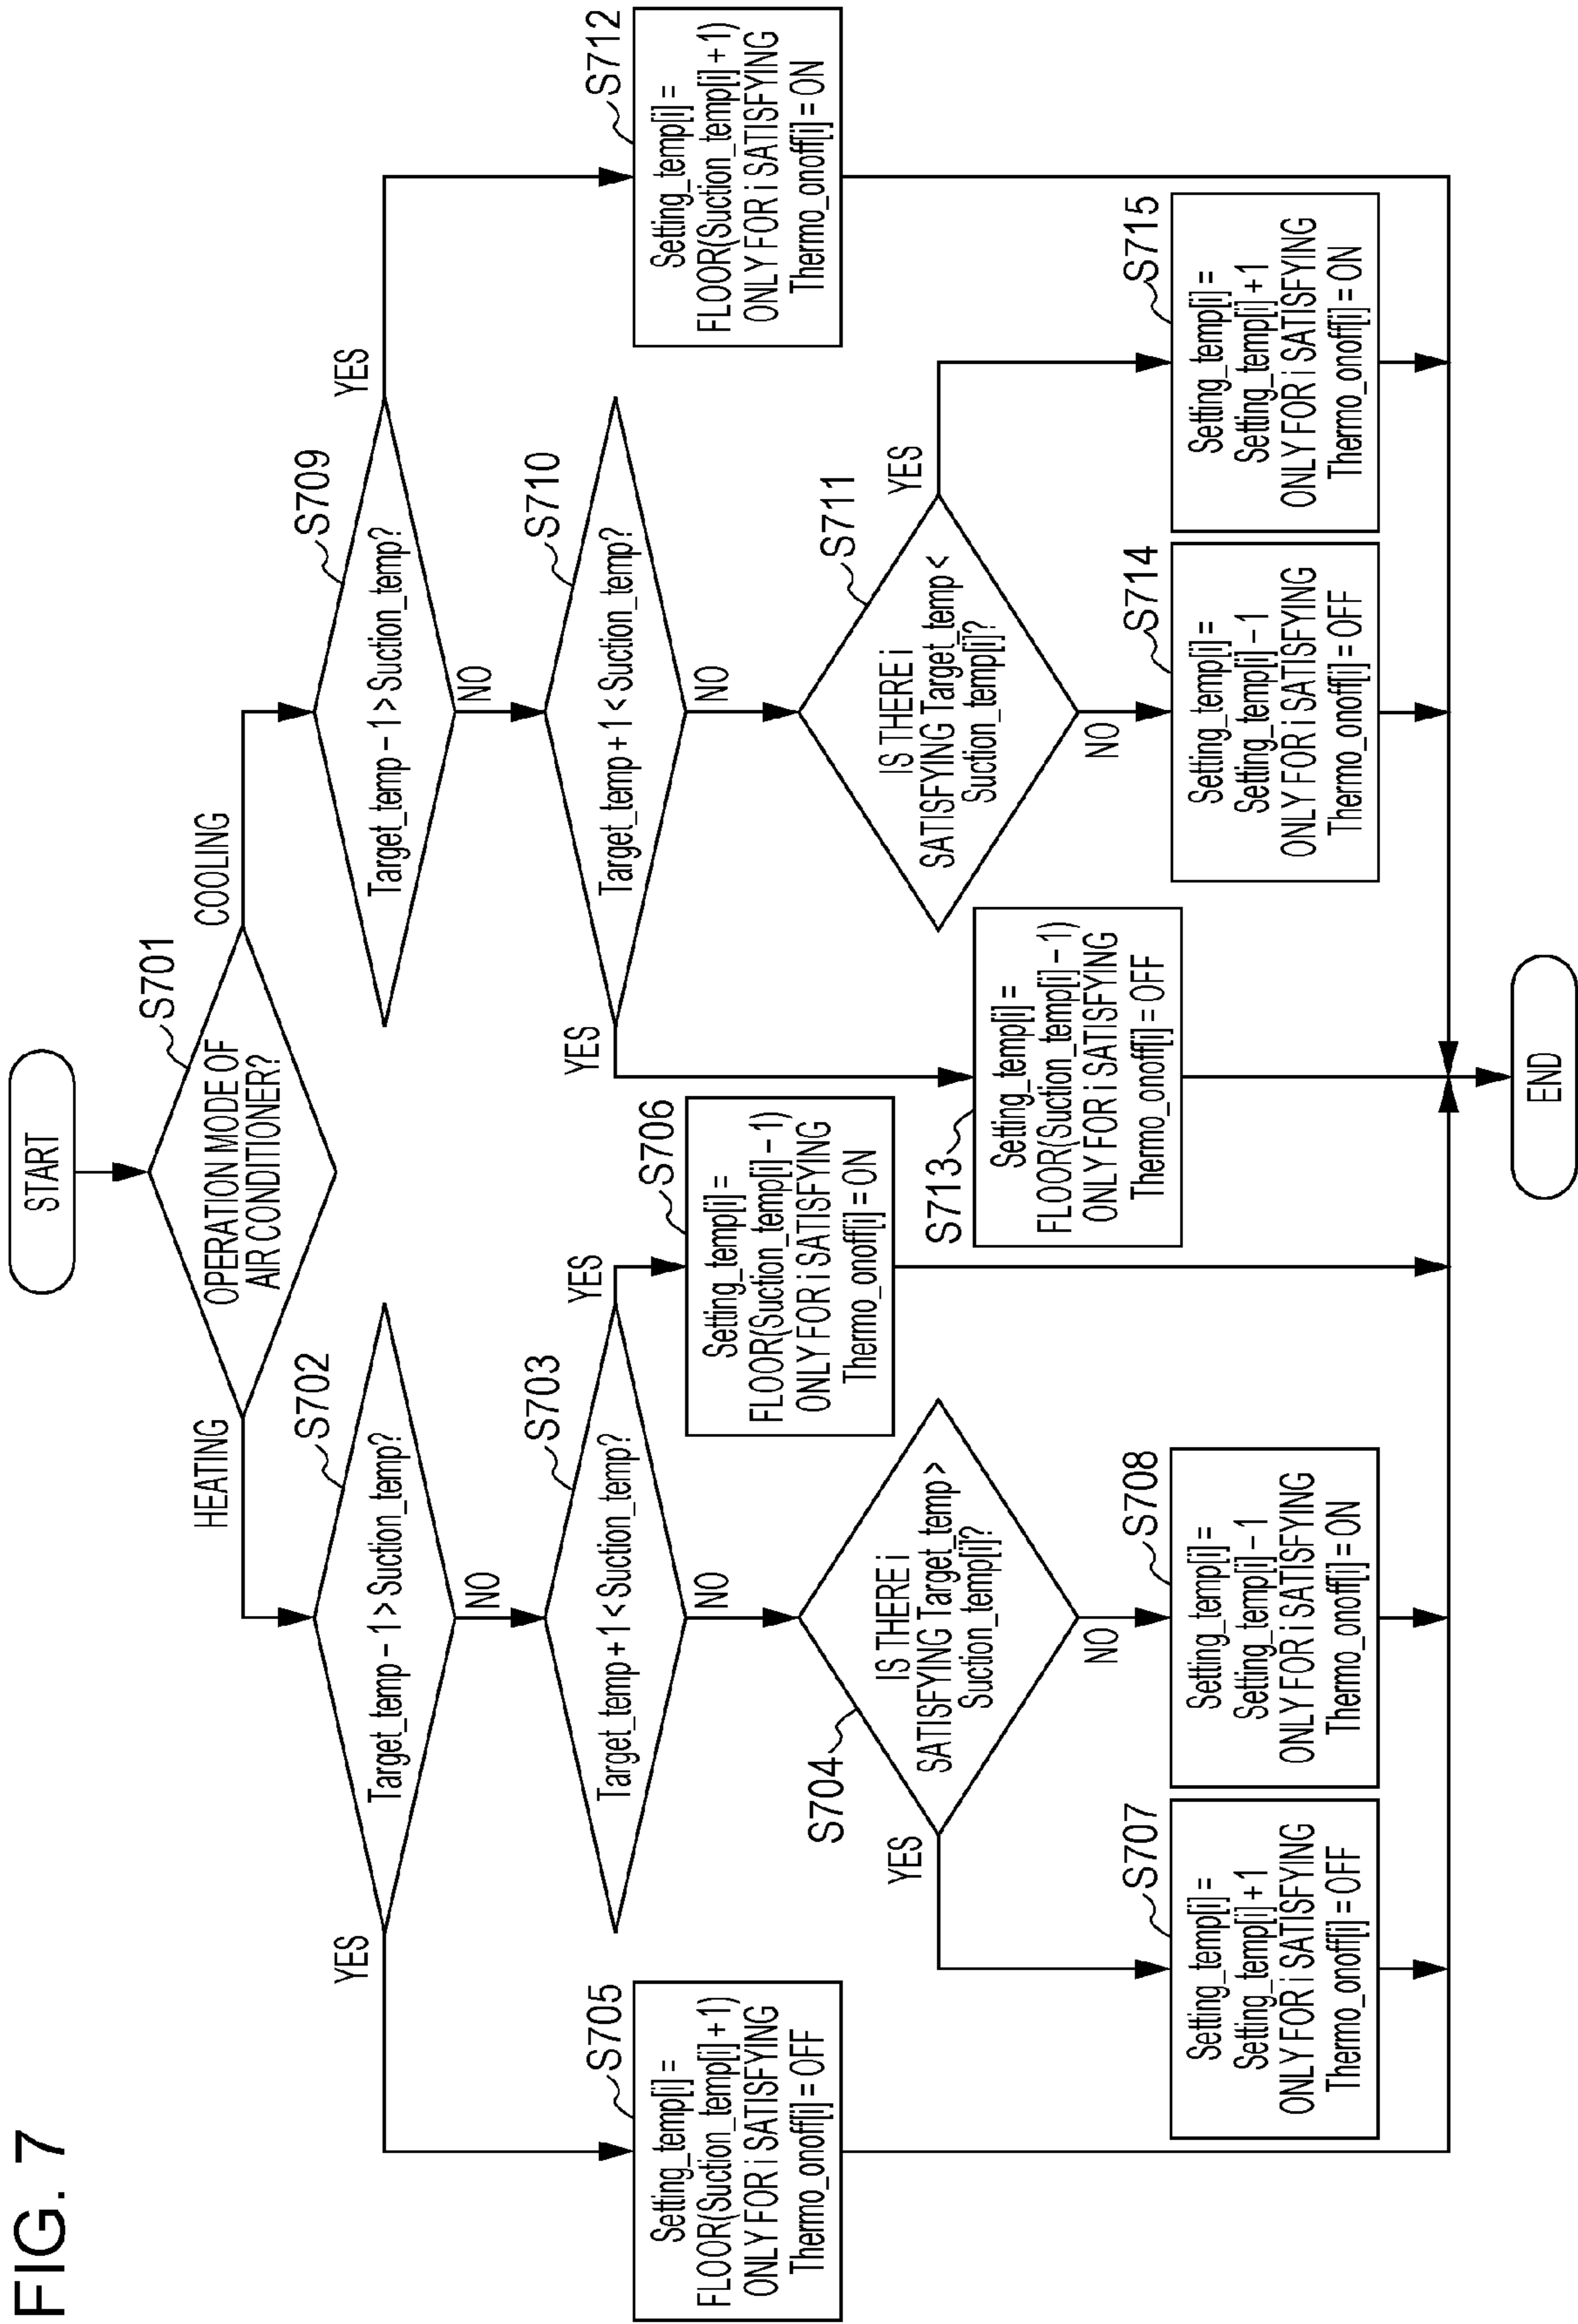 FIG. 7
START
OPERATION MODE OF
AIR CONDITIONER?
S701
HEATING
COOLING
Target_temp − 1 > Suction_temp?
S702
YES
NO
Target_temp + 1 < Suction_temp?
S703
YES
NO
IS THERE i
SATISFYING Target_temp >
Suction_temp[i]?
S704
YES
NO
Setting_temp[i] =
FLOOR(Suction_temp[i] + 1)
ONLY FOR i SATISFYING
Thermo_onoff[i] = OFF
S705
Setting_temp[i] =
FLOOR(Suction_temp[i] − 1)
ONLY FOR i SATISFYING
Thermo_onoff[i] = ON
S706
Setting_temp[i] =
Setting_temp[i] + 1
ONLY FOR i SATISFYING
Thermo_onoff[i] = OFF
S707
Setting_temp[i] =
Setting_temp[i] − 1
ONLY FOR i SATISFYING
Thermo_onoff[i] = ON
S708
Target_temp − 1 > Suction_temp?
S709
YES
NO
Target_temp + 1 < Suction_temp?
S710
YES
NO
IS THERE i
SATISFYING Target_temp <
Suction_temp[i]?
S711
YES
NO
Setting_temp[i] =
FLOOR(Suction_temp[i] + 1)
ONLY FOR i SATISFYING
Thermo_onoff[i] = ON
S712
Setting_temp[i] =
FLOOR(Suction_temp[i] − 1)
ONLY FOR i SATISFYING
Thermo_onoff[i] = OFF
S713
Setting_temp[i] =
Setting_temp[i] − 1
ONLY FOR i SATISFYING
Thermo_onoff[i] = OFF
S714
Setting_temp[i] =
Setting_temp[i] + 1
ONLY FOR i SATISFYING
Thermo_onoff[i] = ON
S715
END